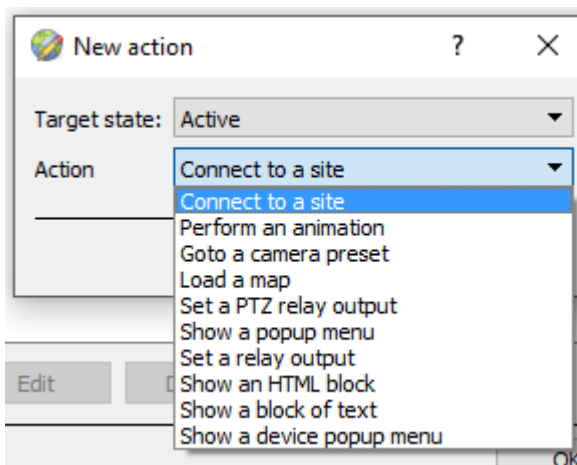 New action
?
Target state: Active
Action Connect to a site
Connect to a site
Perform an animation
Goto a camera preset
Load a map
Set a PTZ relay output
Show a popup menu
Set a relay output
Edit
Show an HTML block
Show a block of text
Show a device popup menu